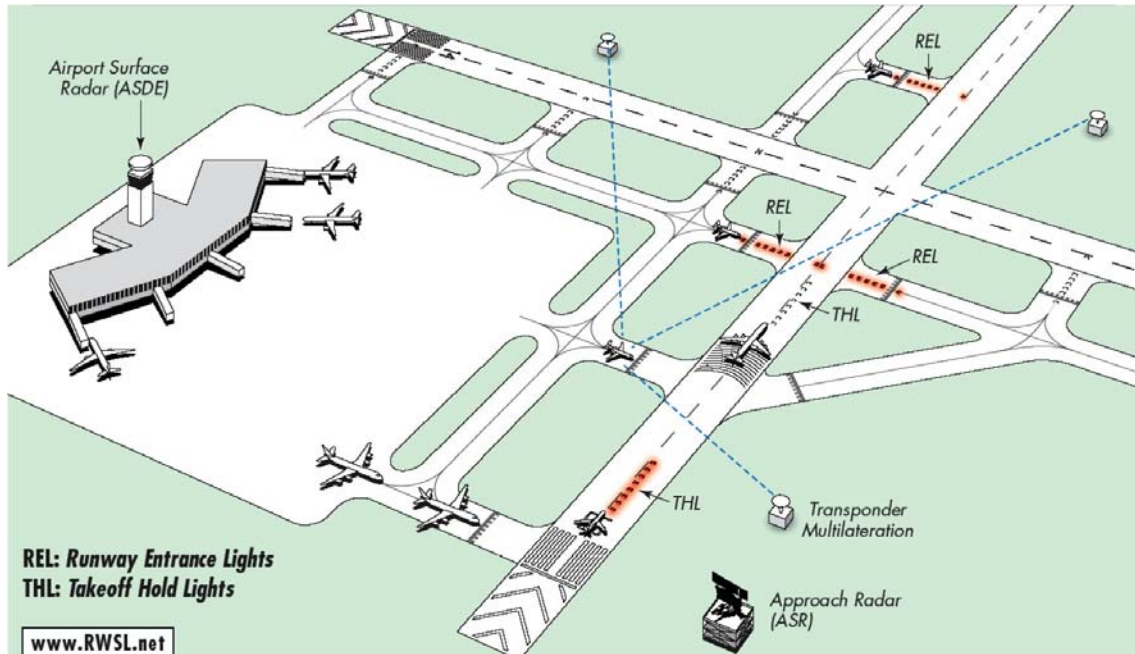 REL
Airport Surface
Radar (ASDE)
REL
REL
THL
THL
Transponder
Multilateration
REL: Runway Entrance Lights
THL: Takeoff Hold Lights
Approach Radar
(ASR)
www.RWSL.net